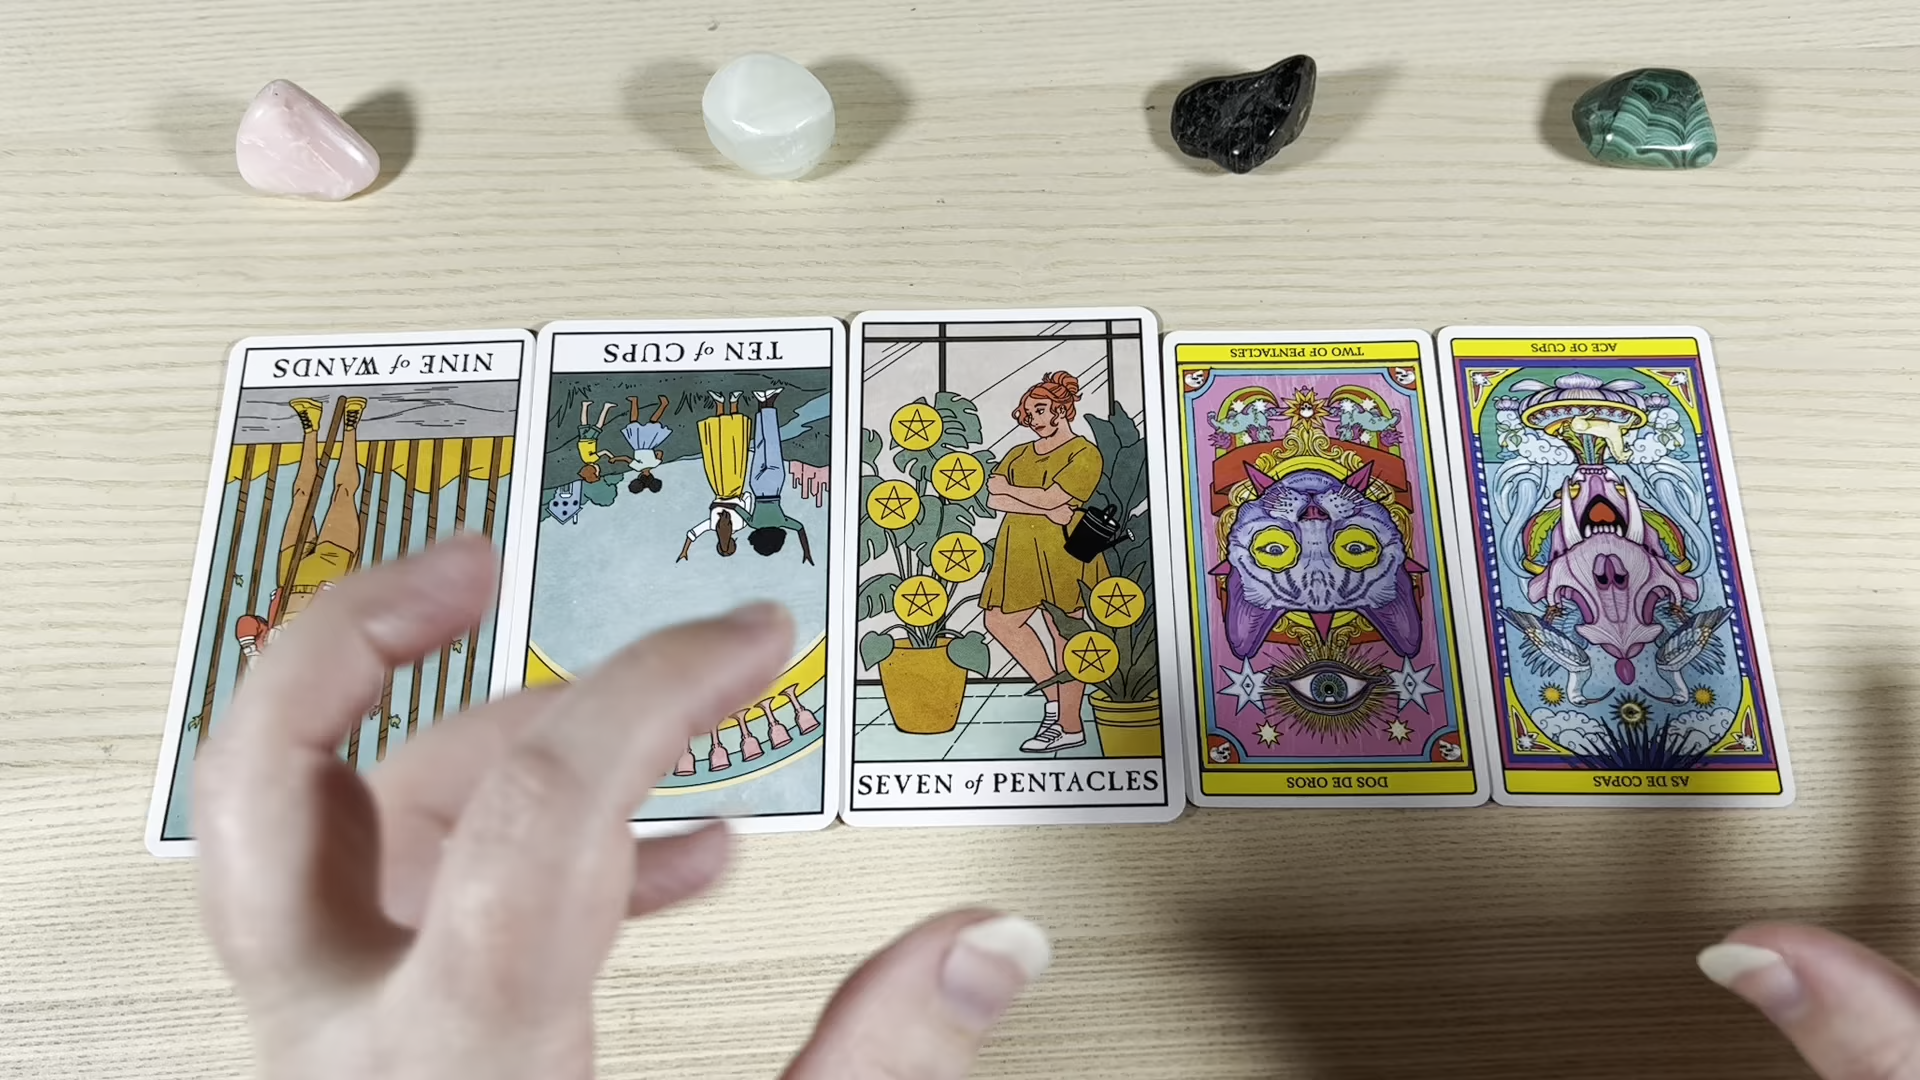 NINE of WANDS
TEN of CUPS
SEVEN of PENTACLES
TWO OF PENTACLES
DOS DE OROS
ACE OF CUPS
AS DE COPAS